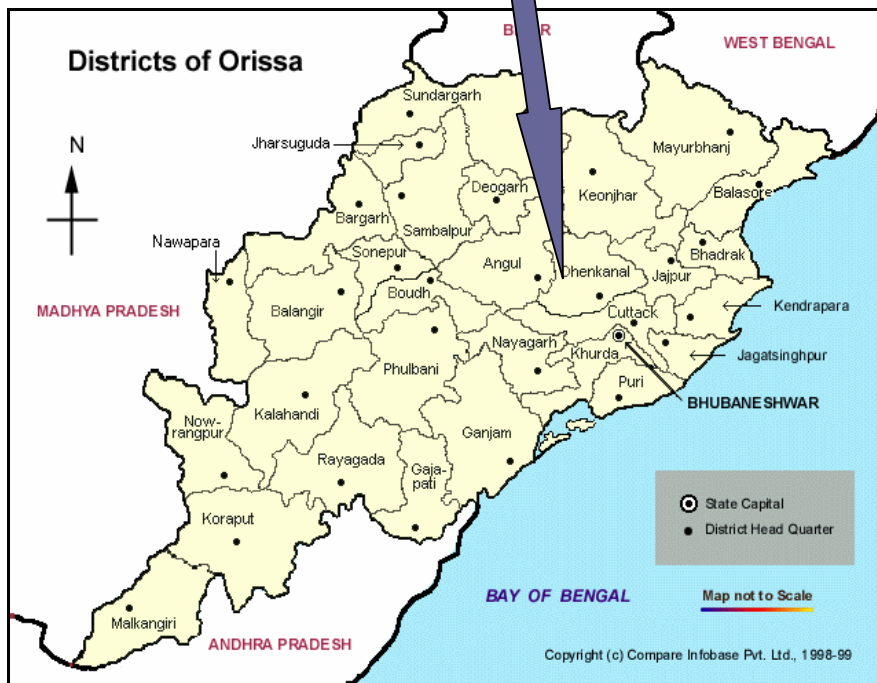 BI AR
WEST BENGAL
Districts of Orissa
Sundargarh
N
Jharsuguda
Mayurbhanj
Deogarh
Keonjhar
Balasore
Bargarh
Sambalpur
Nawapara
Sonepur
Bhadrak
Angul
Dhenkanal
Jajpur
Boudh
MADHYA PRADESH
Balangir
Kendrapara
Cuttack
Nayagarh
Khurda
Jagatsinghpur
Phulbani
Puri
Kalahandi
BHUBANESHWAR
Now-
rangpur
Ganjam
Rayagada
Gaja-
pati
State Capital
Koraput
District Head Quarter
BAY OF BENGAL
Map not to Scale
Malkangiri
ANDHRA PRADESH
Copyright (c) Compare Infobase Pvt. Ltd., 1998-99